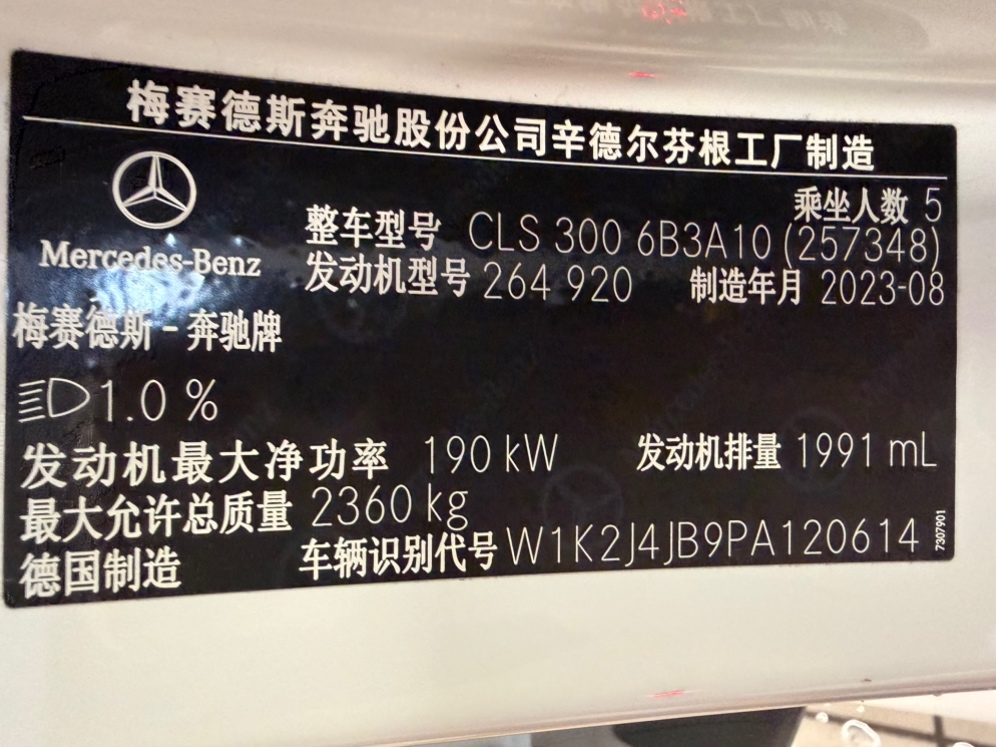 梅赛德斯奔驰股份公司辛德尔芬根工厂制造
乘坐人数 5
整车型号 CLS 300 6B3A10 (257348)
Mercedes-Benz
发动机型号 264 920 制造年月 2023-08
梅赛德斯-奔驰牌
1.0 %
发动机最大净功率 190 kW 发动机排量 1991 mL
最大允许总质量 2360 kg
德国制造 车辆识别代号 W1K2J4JB9PA120614
7307901